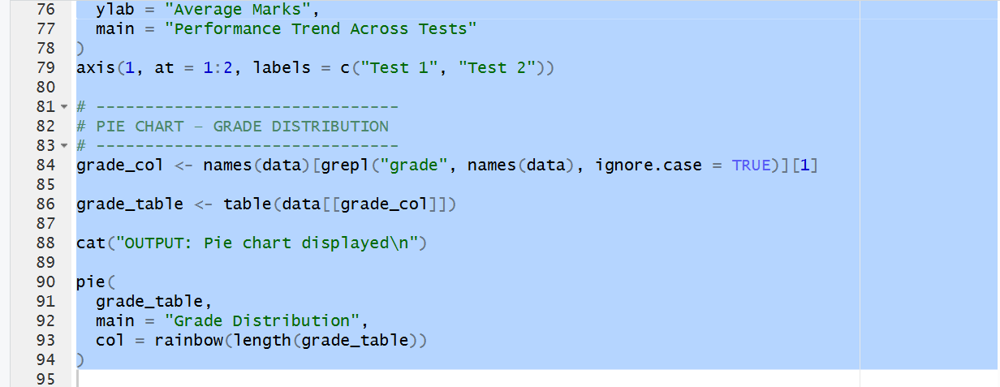 76   ylab = "Average Marks",
77   main = "Performance Trend Across Tests"
78 )
79 axis(1, at = 1:2, labels = c("Test 1", "Test 2"))
80
81 # -------------------------------
82 # PIE CHART – GRADE DISTRIBUTION
83 # -------------------------------
84 grade_col <- names(data)[grepl("grade", names(data), ignore.case = TRUE)][1]
85
86 grade_table <- table(data[[grade_col]])
87
88 cat("OUTPUT: Pie chart displayed\n")
89
90 pie(
91   grade_table,
92   main = "Grade Distribution",
93   col = rainbow(length(grade_table))
94 )
95